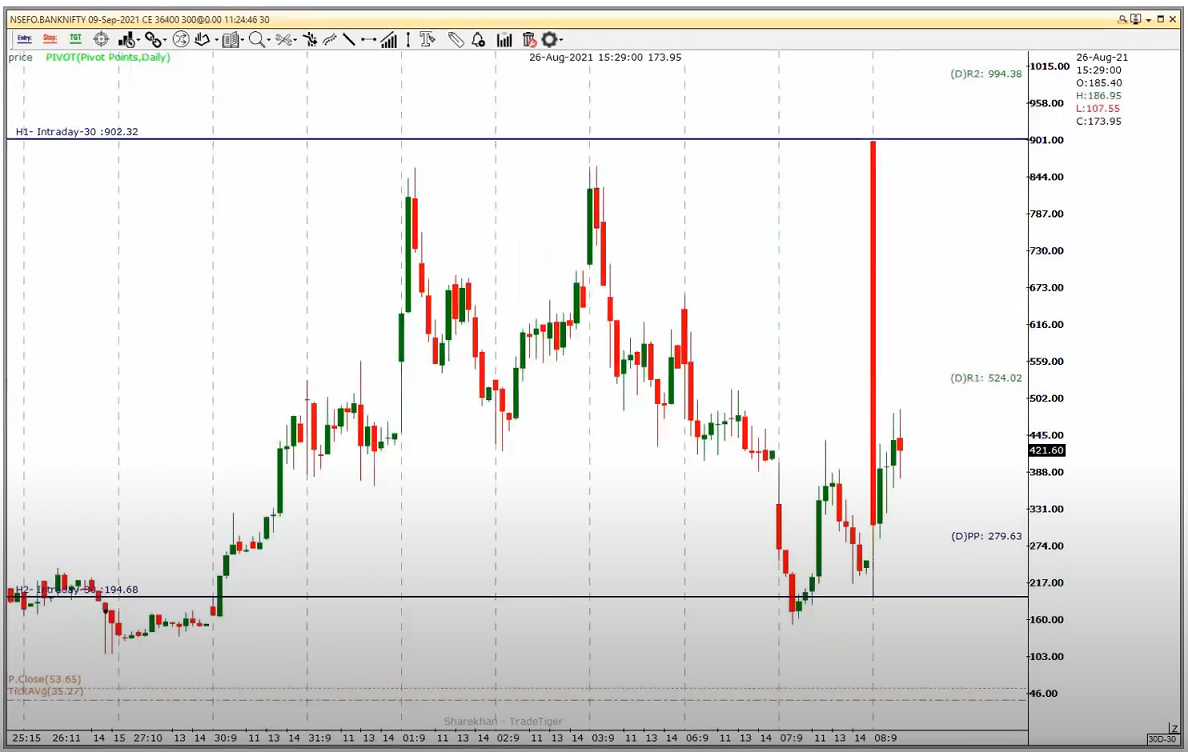 NSEFO.BANKNIFTY 09-Sep-2021 CE 36400 300@0.00 11:24:46 30
Entry: Stop: TGT
price PIVOT(Pivot Points,Daily)
26-Aug-2021 15:29:00 173.95
26-Aug-21
15:29:00
O:185.40
H:186.95
L:107.55
C:173.95
(D)R2: 994.38
H1- Intraday-30 :902.32
(D)R1: 524.02
(D)PP: 279.63
H2- Intraday-30 :194.68
P.Close(53.65)
TickAvg(35.27)
1015.00
958.00
901.00
844.00
787.00
730.00
673.00
616.00
559.00
502.00
445.00
421.60
388.00
331.00
274.00
217.00
160.00
103.00
46.00
Sharekhan - TradeTiger
25:15 26:11 14 15 27:10 13 14 30:9 11 13 14 31:9 11 13 14 01:9 11 13 14 02:9 11 13 14 03:9 11 13 14 06:9 11 13 14 07:9 11 13 14 08:9
Z
30D-30